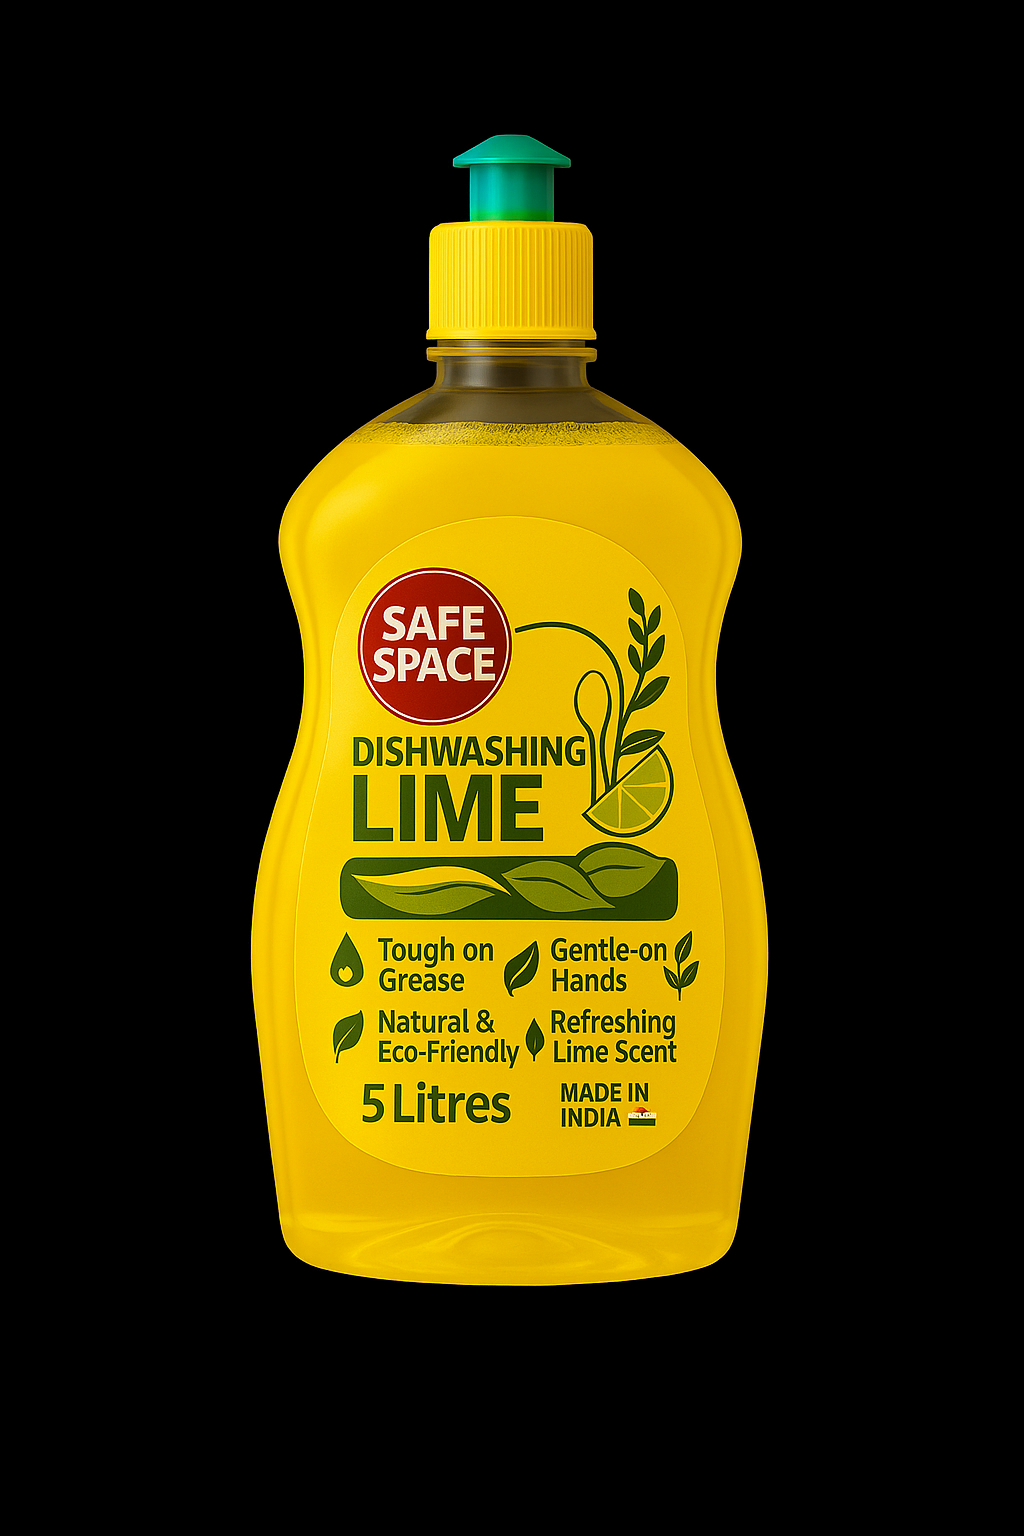 SAFE
SPACE
DISHWASHING
LIME
Tough on
Grease
Gentle-on
Hands
Natural &
Eco-Friendly
Refreshing
Lime Scent
5 Litres
MADE IN
INDIA